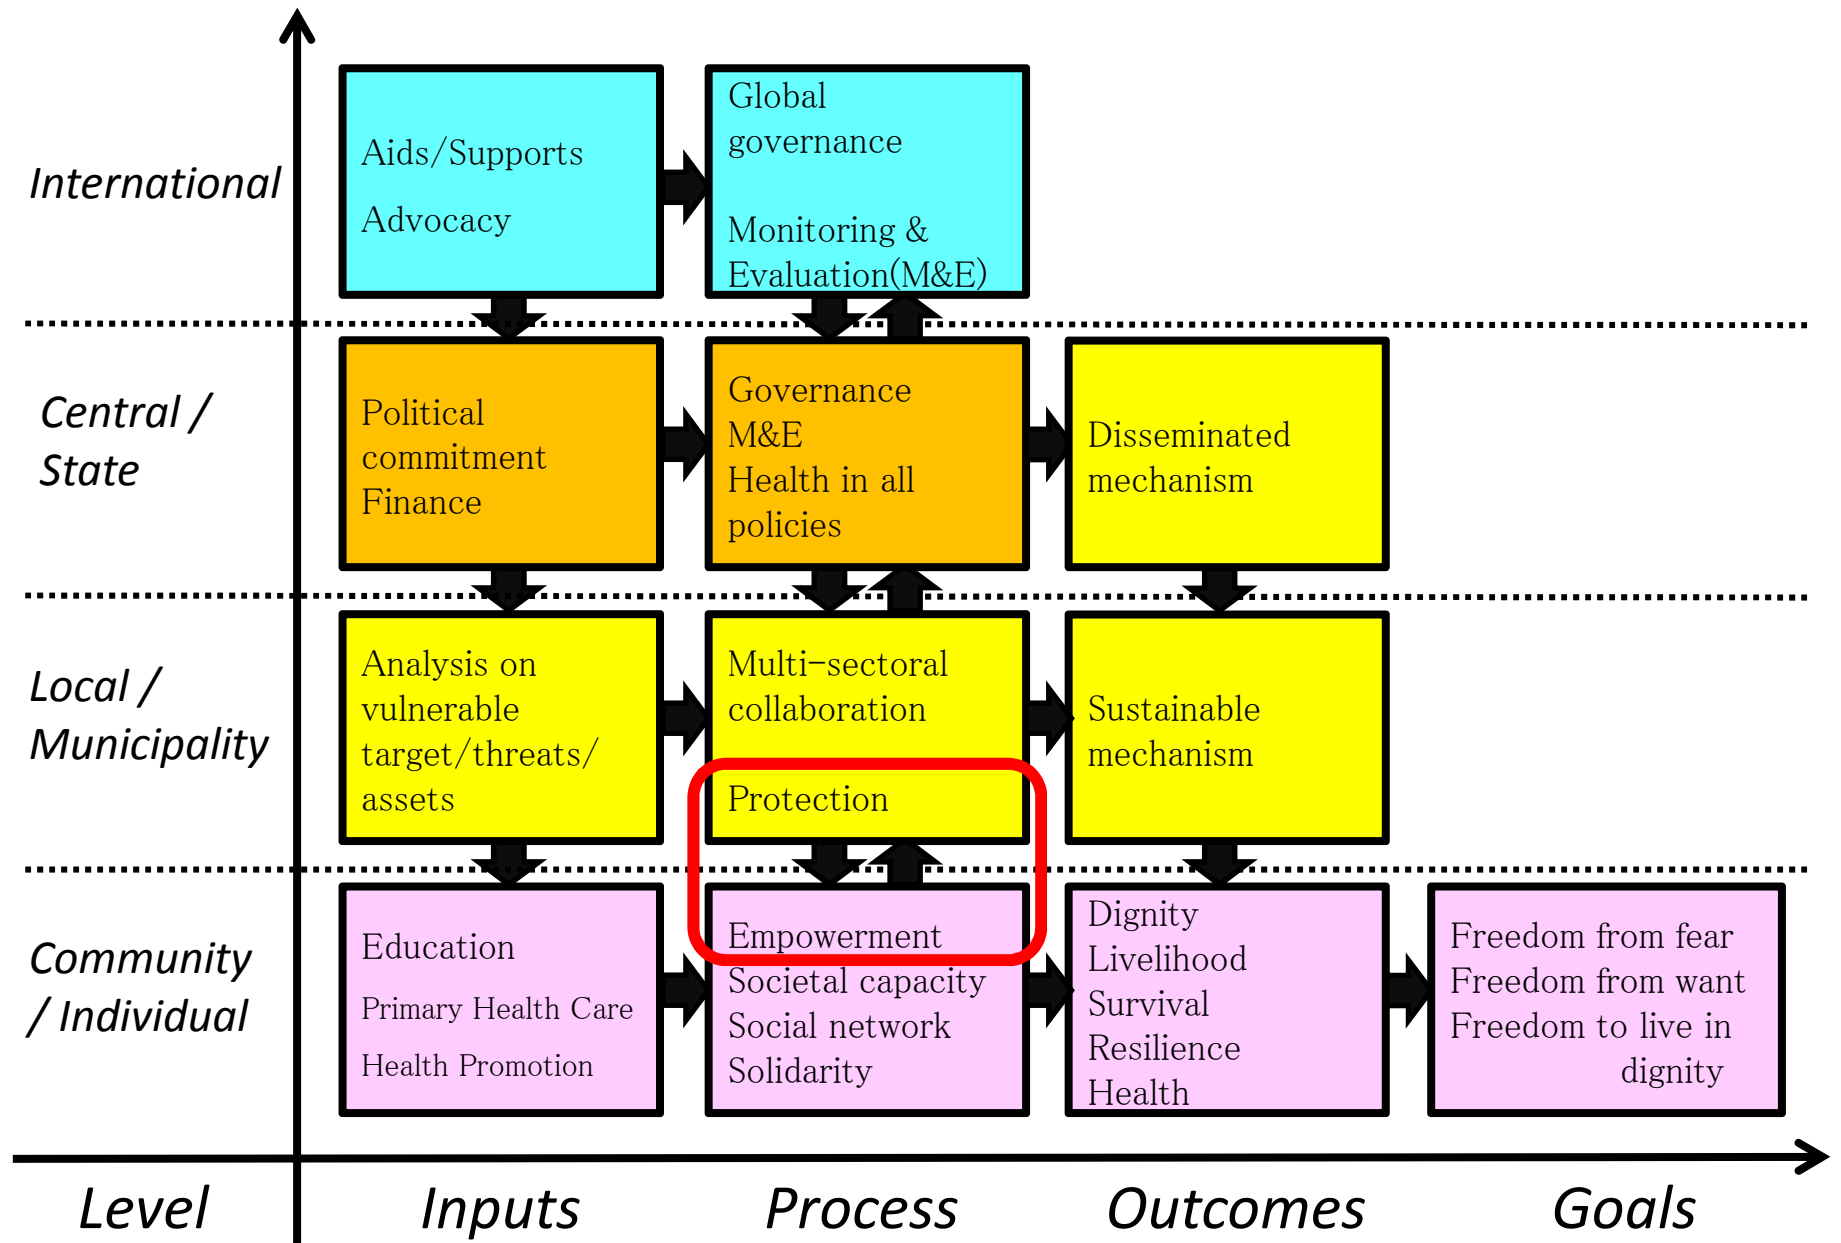 International
Aids/Supports
Advocacy
Global
governance
Monitoring &
Evaluation(M&E)
Central /
State
Political
commitment
Finance
Governance
M&E
Health in all
policies
Disseminated
mechanism
Local /
Municipality
Analysis on
vulnerable
target/threats/
assets
Multi-sectoral
collaboration
Protection
Sustainable
mechanism
Community
/ Individual
Education
Primary Health Care
Health Promotion
Empowerment
Societal capacity
Social network
Solidarity
Dignity
Livelihood
Survival
Resilience
Health
Freedom from fear
Freedom from want
Freedom to live in
dignity
Level
Inputs
Process
Outcomes
Goals